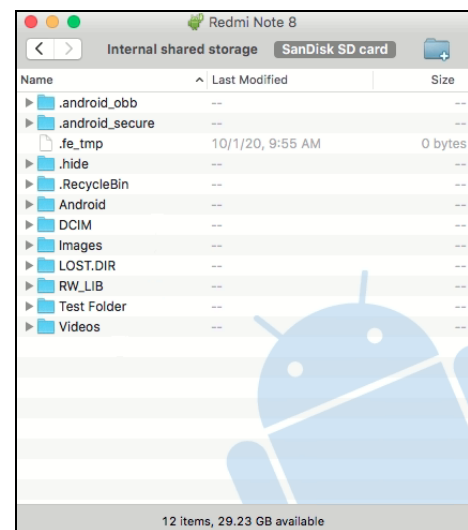 Redmi Note 8
Internal shared storage SanDisk SD card
Name Last Modified Size
.android_obb -- --
.android_secure -- --
.fe_tmp 10/1/20, 9:55 AM 0 bytes
.hide -- --
.RecycleBin -- --
Android -- --
DCIM -- --
Images -- --
LOST.DIR -- --
RW_LIB -- --
Test Folder -- --
Videos -- --
12 items, 29.23 GB available